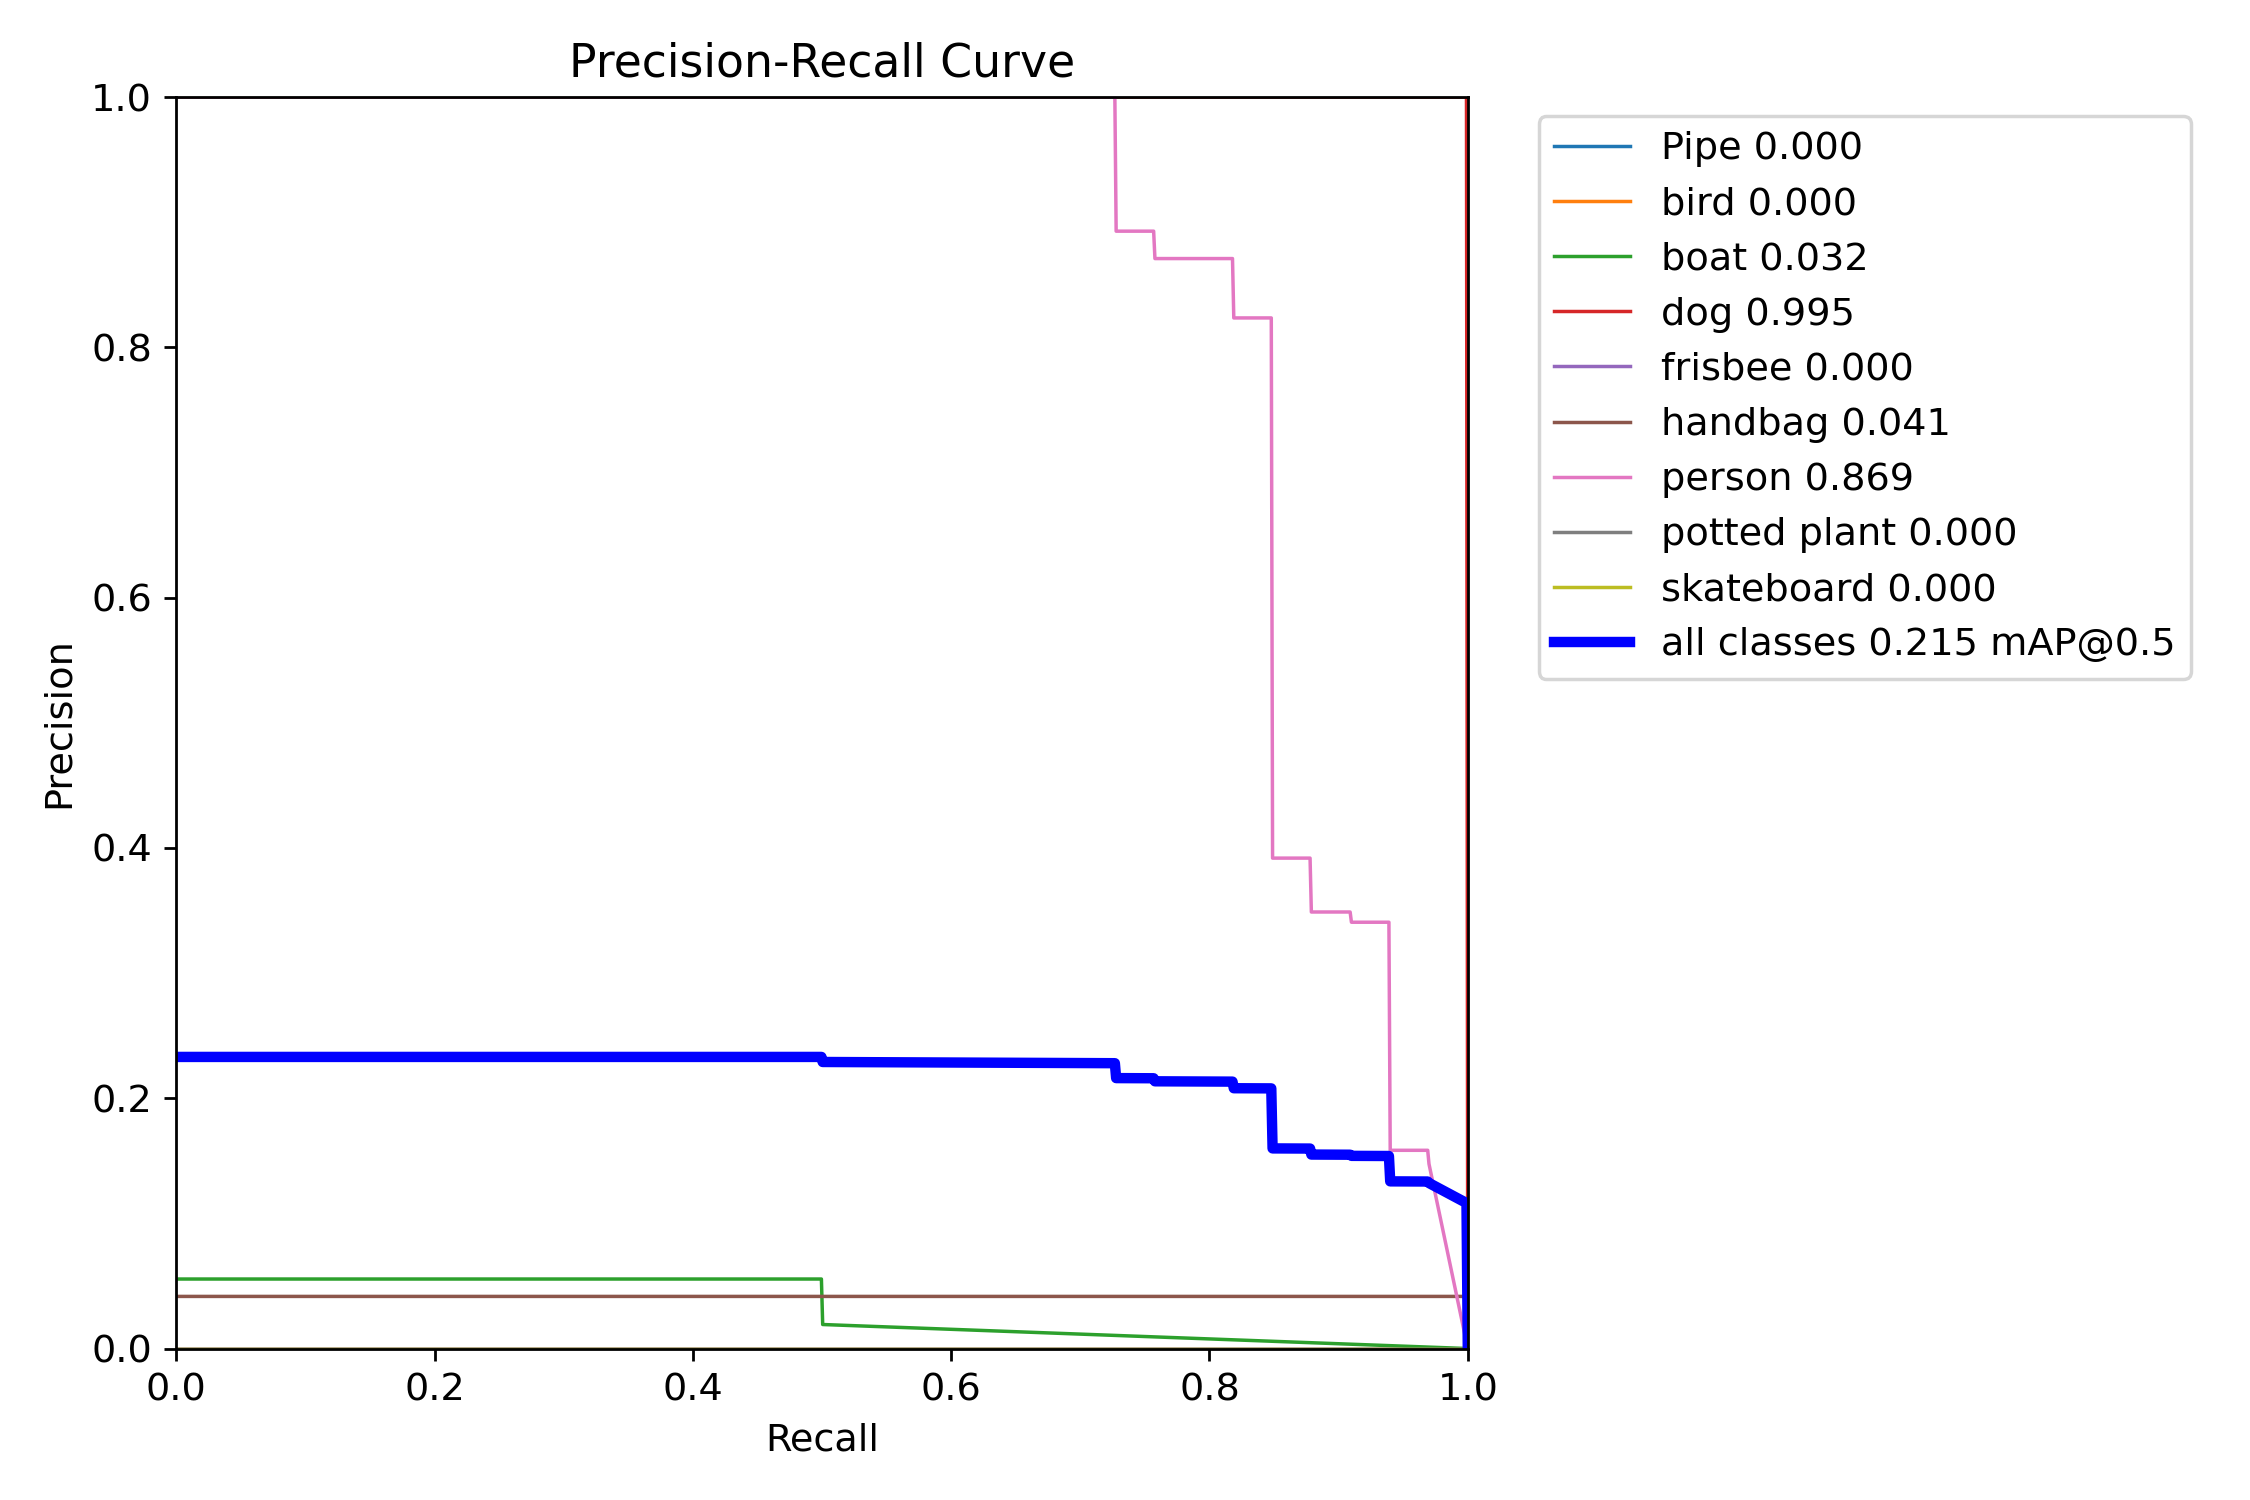 Precision-Recall Curve
1.0
0.8
0.6
0.4
0.2
0.0
Precision
0.0 0.2 0.4 0.6 0.8 1.0
Recall
Pipe 0.000
bird 0.000
boat 0.032
dog 0.995
frisbee 0.000
handbag 0.041
person 0.869
potted plant 0.000
skateboard 0.000
all classes 0.215 mAP@0.5